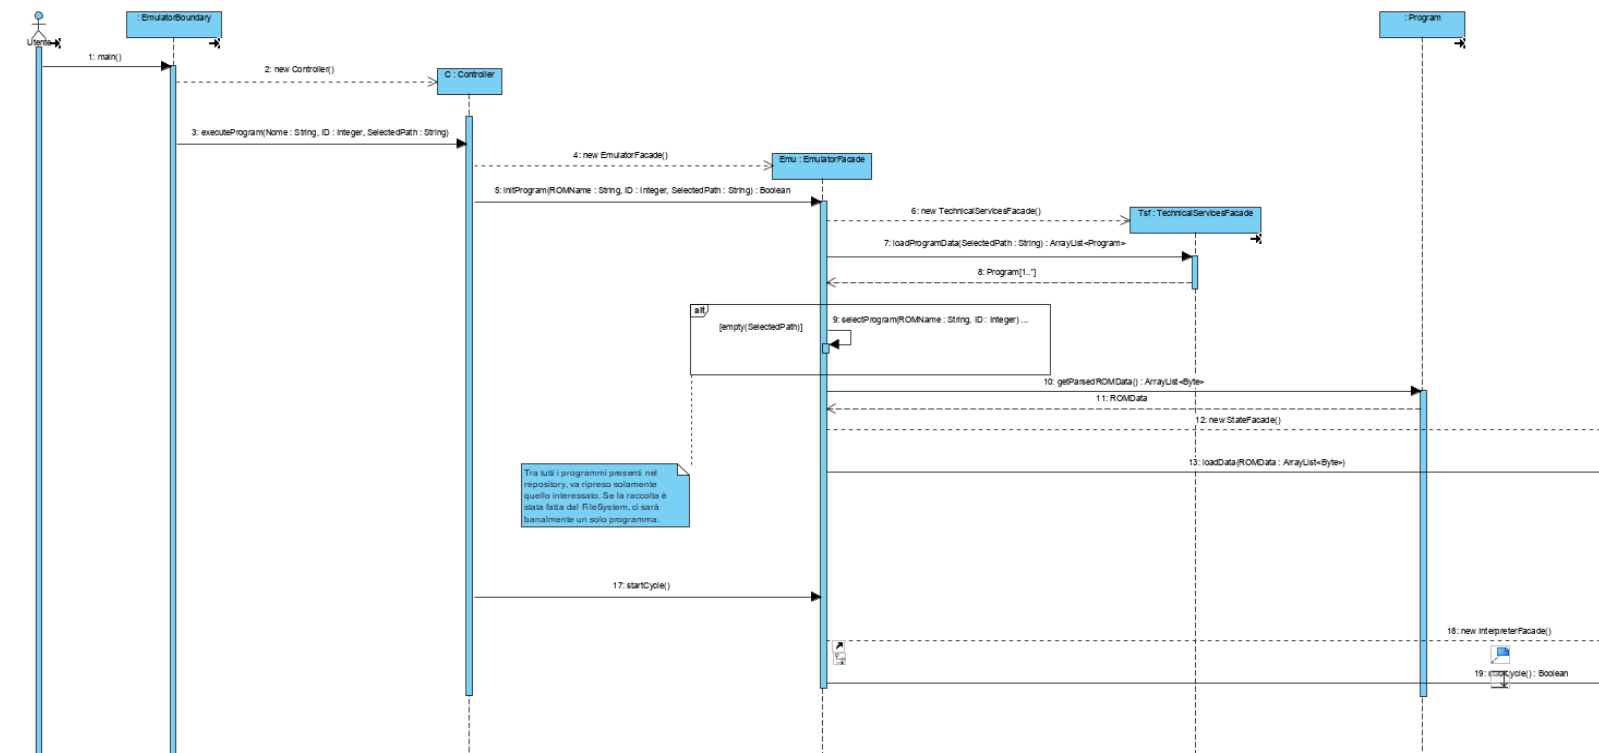 : EmulatorBoundary
: Program
Utente
1: main()
2: new Controller()
C : Controller
3: executeProgram(Nome : String, ID : Integer, SelectedPath : String)
4: new EmulatorFacade()
Emu : EmulatorFacade
5: initProgram(ROMName : String, ID : Integer, SelectedPath : String) : Boolean
6: new TechnicalServicesFacade()
Tsf : TechnicalServicesFacade
7: loadProgramData(SelectedPath : String) : ArrayList<Program>
8: Program[1..*]
alt
[empty(SelectedPath)]
9: selectProgram(ROMName : String, ID : Integer) ...
10: getParsedROMData() : ArrayList<Byte>
11: ROMData
12: new StateFacade()
13: loadData(ROMData : ArrayList<Byte>)
Tra tutti i programmi presenti nel
repository, va ripreso solamente
quello interessato. Se la raccolta è
stata fatta dal FileSystem, ci sarà
banalmente un solo programma.
17: startCycle()
18: new InterpreterFacade()
19: : Boolean